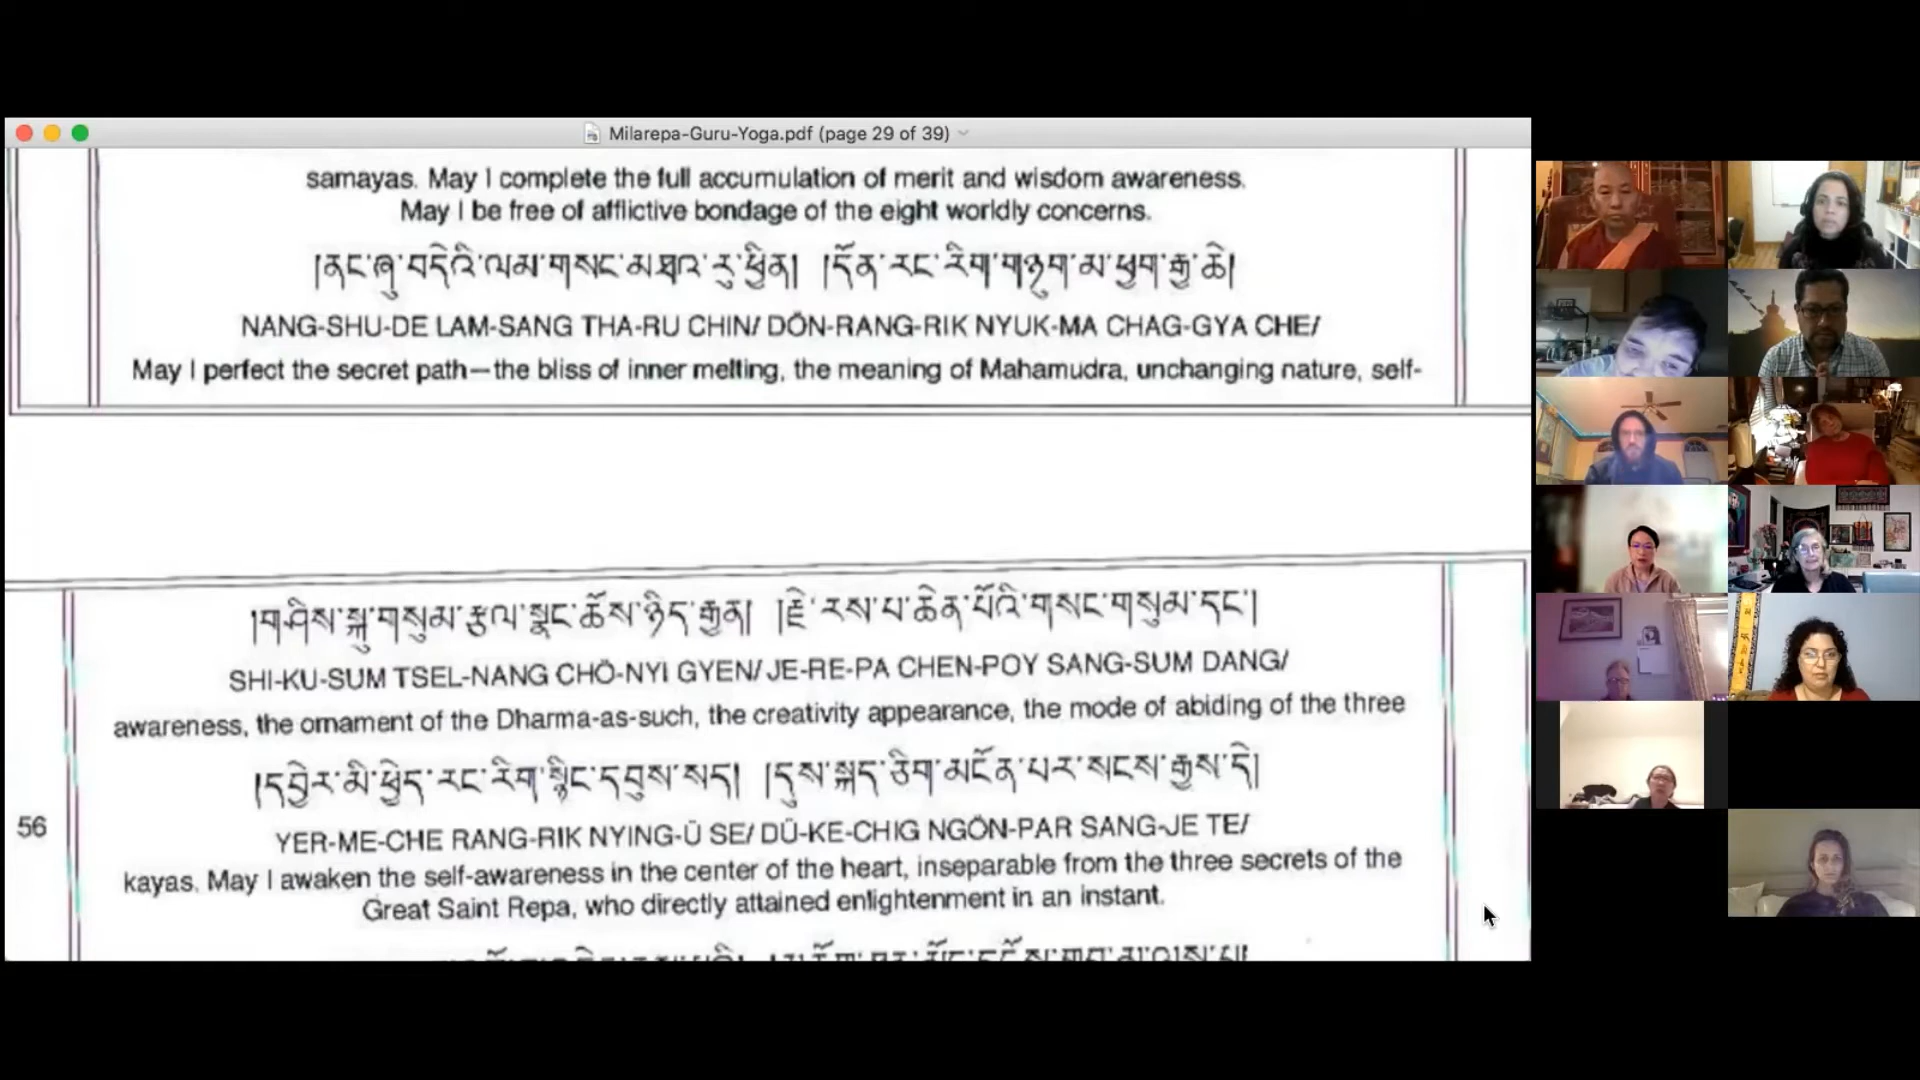 Milarepa-Guru-Yoga.pdf (page 29 of 39)
samayas. May I complete the full accumulation of merit and wisdom awareness.
May I be free of afflictive bondage of the eight worldly concerns.
།ནང་ཞུ་བདེའི་ལམ་གསང་མཐའ་རུ་ཕྱིན། །དོན་རང་རིག་གཉུག་མ་ཕྱག་རྒྱ་ཆེ།
NANG-SHU-DE LAM-SANG THA-RU CHIN/ DÖN-RANG-RIK NYUK-MA CHAG-GYA CHE/
May I perfect the secret path—the bliss of inner melting, the meaning of Mahamudra, unchanging nature, self-
།གཤིས་སྐུ་གསུམ་རྩལ་སྣང་ཆོས་ཉིད་རྒྱན། །རྗེ་རས་པ་ཆེན་པོའི་གསང་གསུམ་དང་།
SHI-KU-SUM TSEL-NANG CHÖ-NYI GYEN/ JE-RE-PA CHEN-POY SANG-SUM DANG/
awareness, the ornament of the Dharma-as-such, the creativity appearance, the mode of abiding of the three
།དབྱེར་མི་ཕྱེད་རང་རིག་སྙིང་དབུས་སད། །དུས་སྐད་ཅིག་མངོན་པར་སངས་རྒྱས་ཏེ།
56
YER-ME-CHE RANG-RIK NYING-Ü SE/ DÜ-KE-CHIG NGÖN-PAR SANG-JE TE/
kayas. May I awaken the self-awareness in the center of the heart, inseparable from the three secrets of the
Great Saint Repa, who directly attained enlightenment in an instant.